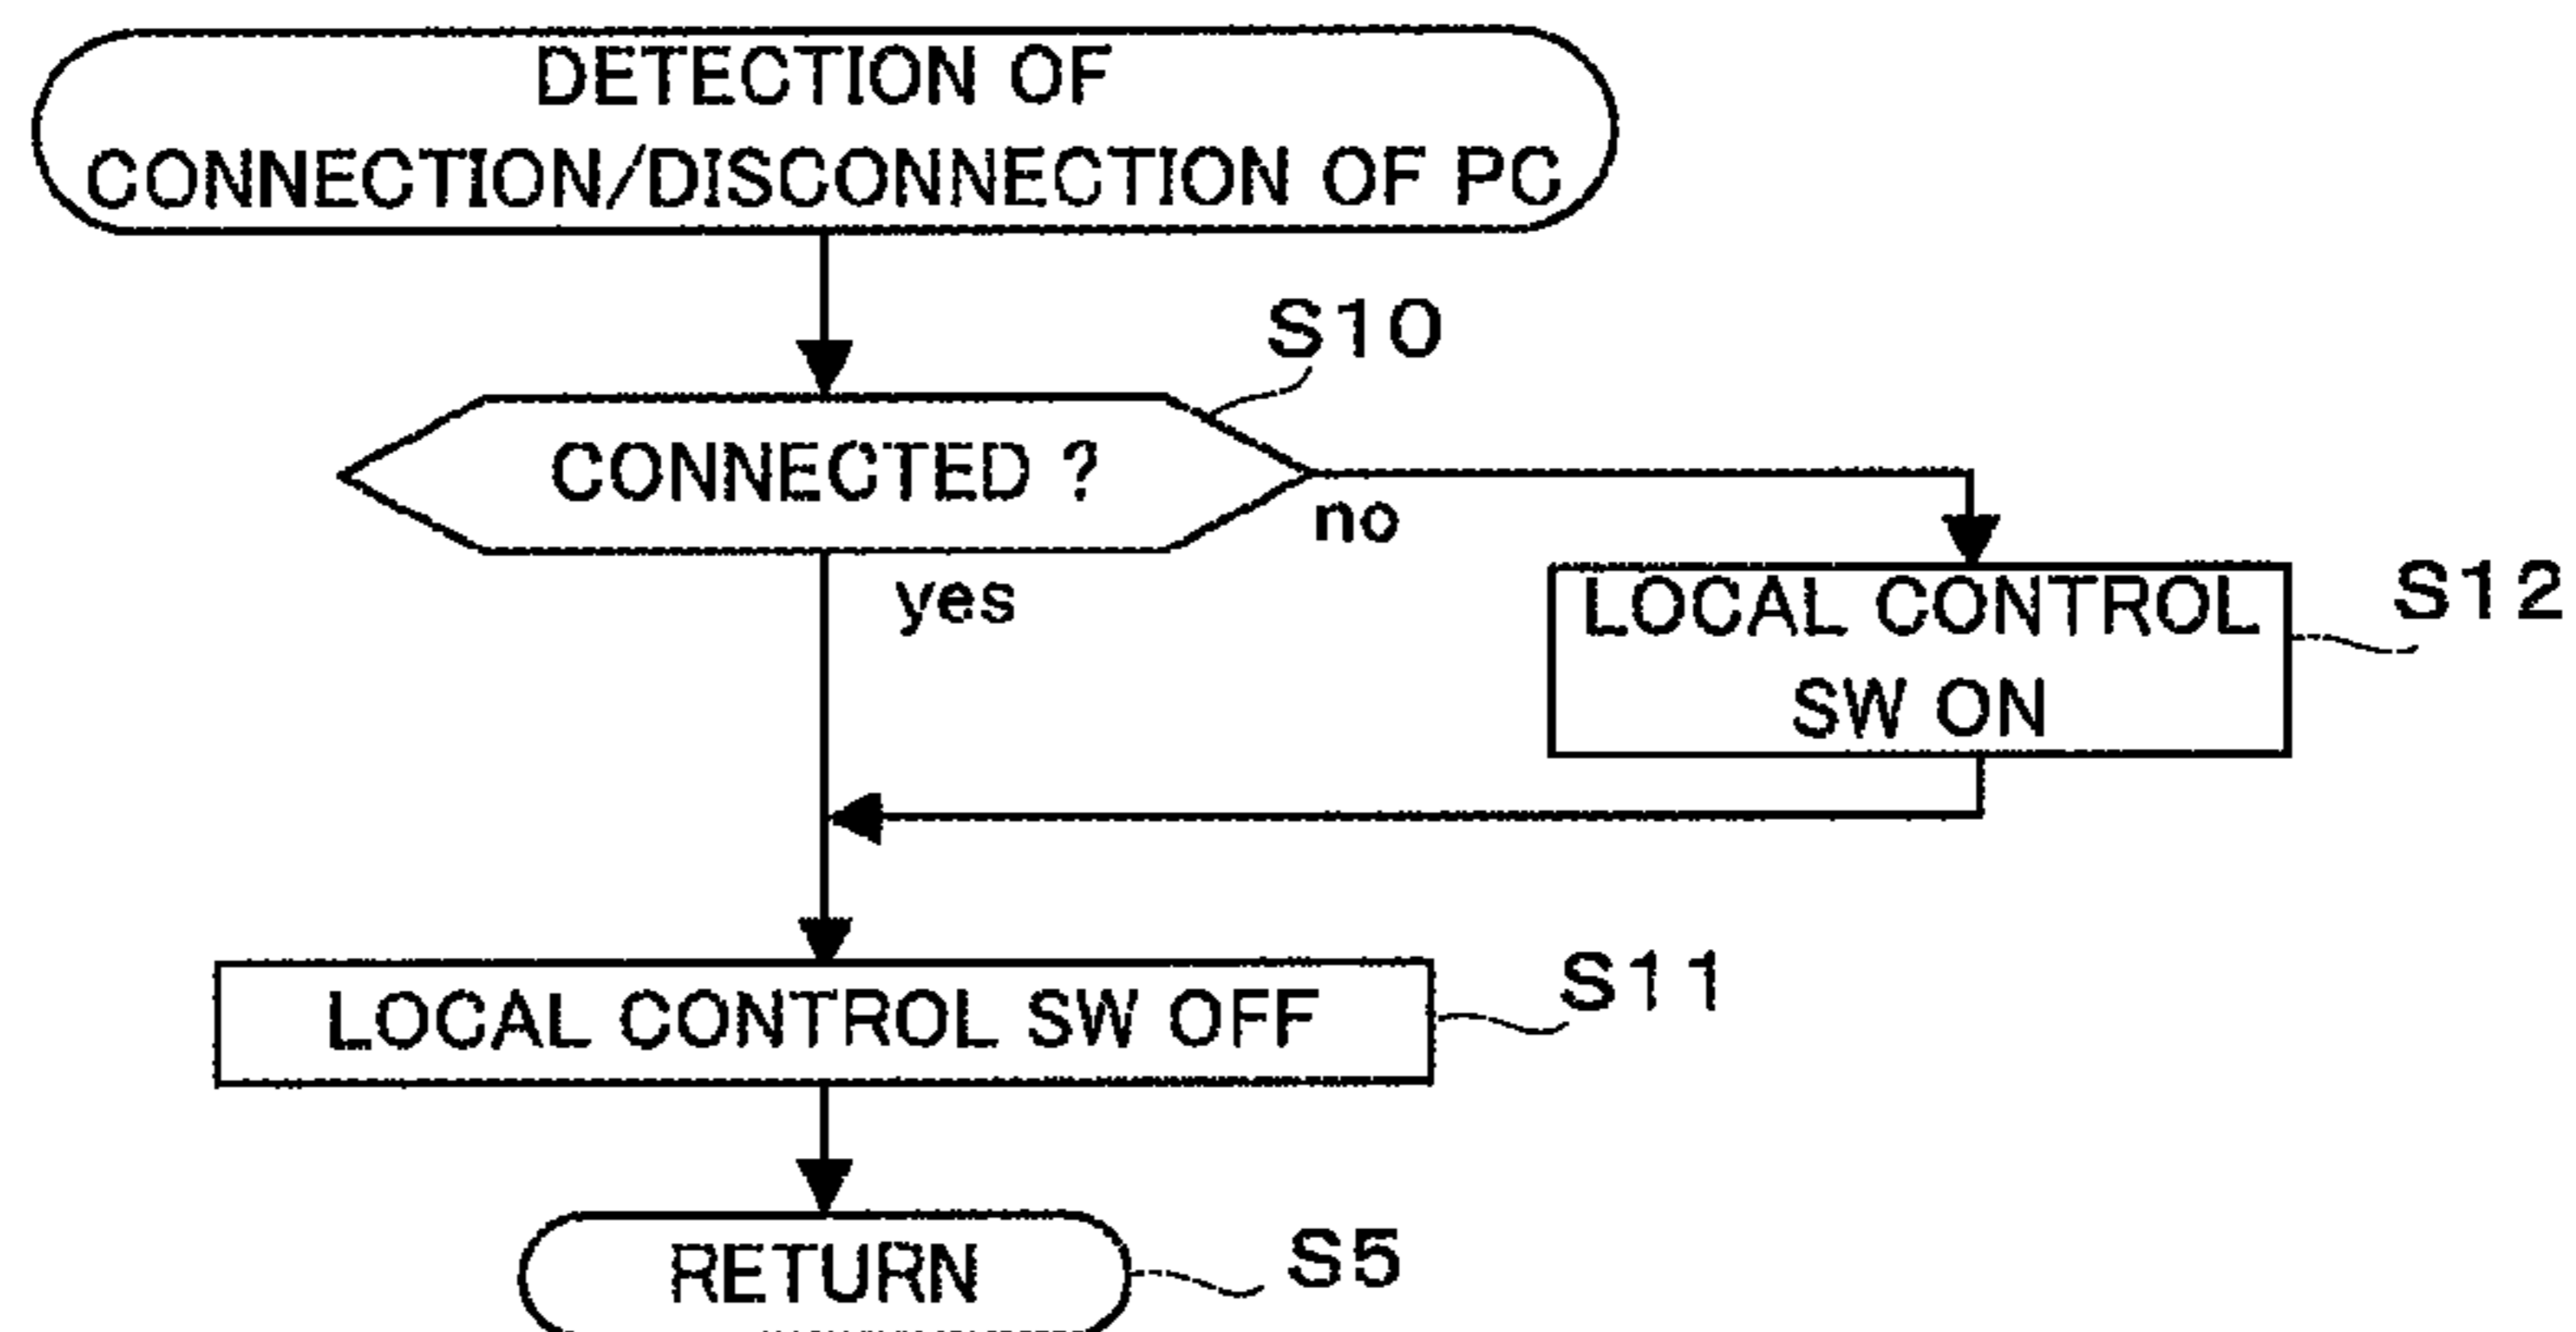 DETECTION OF
CONNECTION/DISCONNECTION OF PC
S10
CONNECTED ?
no
yes
LOCAL CONTROL
SW ON
S12
LOCAL CONTROL SW OFF
S11
RETURN
S5